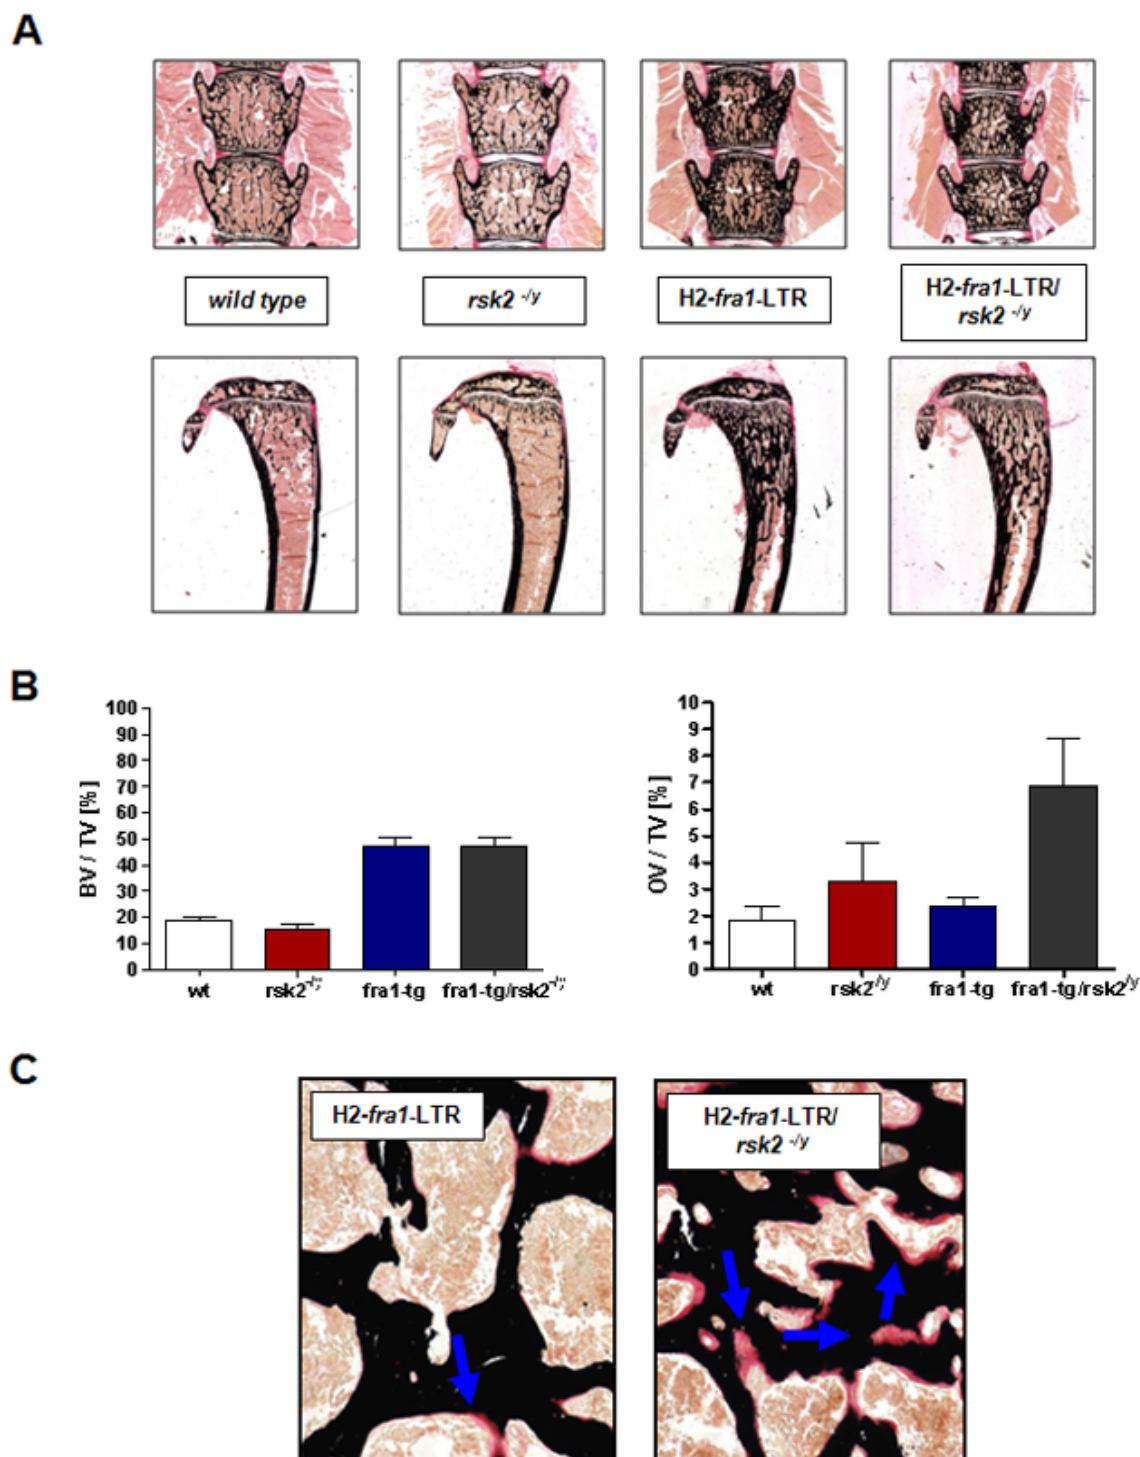 A
wild type
rsk2 -/y
H2-fra1-LTR
H2-fra1-LTR/
rsk2 -/y
B
100
90
80
70
60
50
40
30
20
10
0
BV / TV [%]
wt
rsk2
fra1-tg
fra1-tg/rsk2
10
9
8
7
6
5
4
3
2
1
0
OV / TV [%]
wt
rsk2/y
fra1-tg
fra1-tg/rsk2/y
C
H2-fra1-LTR
H2-fra1-LTR/
rsk2 -/y